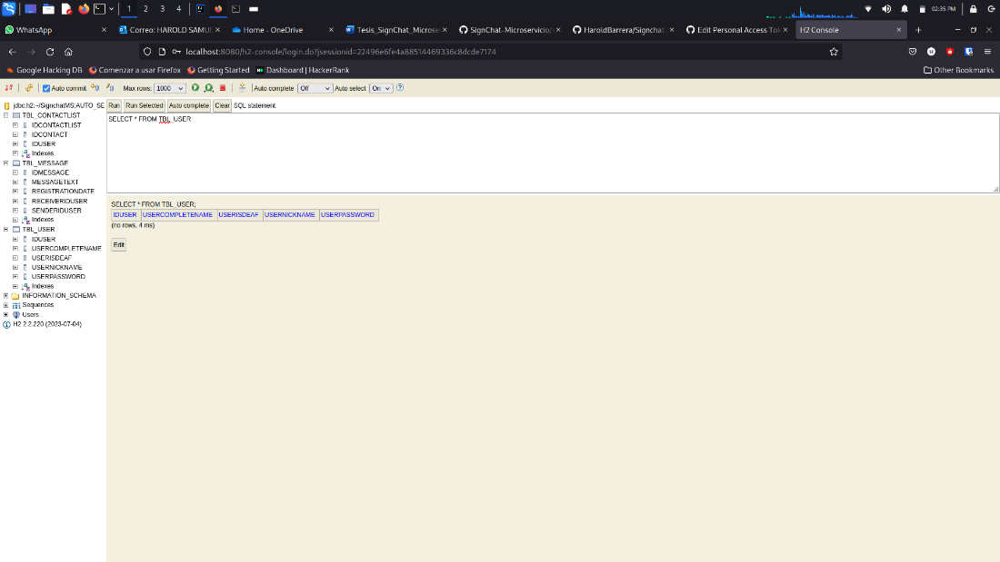 1 2 3 4 02:35 PM
WhatsApp Correo: HAROLD SAMUE Home - OneDrive Tesis_SignChat_Microse SignChat-Microservicio/ HaroldBarrera/Signchat Edit Personal Access Tok H2 Console
localhost:8080/h2-console/login.do?jsessionid=22496e6fe4a88514469336c8dcde7174
Google Hacking DB Comenzar a usar Firefox Getting Started Dashboard | HackerRank Other Bookmarks
Auto commit Max rows: 1000 Auto complete Off Auto select On
jdbc:h2:~/SignchatMS;AUTO_SE
TBL_CONTACTLIST
IDCONTACTLIST
IDCONTACT
IDUSER
Indexes
TBL_MESSAGE
IDMESSAGE
MESSAGETEXT
REGISTRATIONDATE
RECEIVERIDUSER
SENDERIDUSER
Indexes
TBL_USER
IDUSER
USERCOMPLETENAME
USERISDEAF
USERNICKNAME
USERPASSWORD
Indexes
INFORMATION_SCHEMA
Sequences
Users
H2 2.2.220 (2023-07-04)
Run Run Selected Auto complete Clear SQL statement:
SELECT * FROM TBL_USER
SELECT * FROM TBL_USER;
IDUSER USERCOMPLETENAME USERISDEAF USERNICKNAME USERPASSWORD
(no rows, 4 ms)
Edit